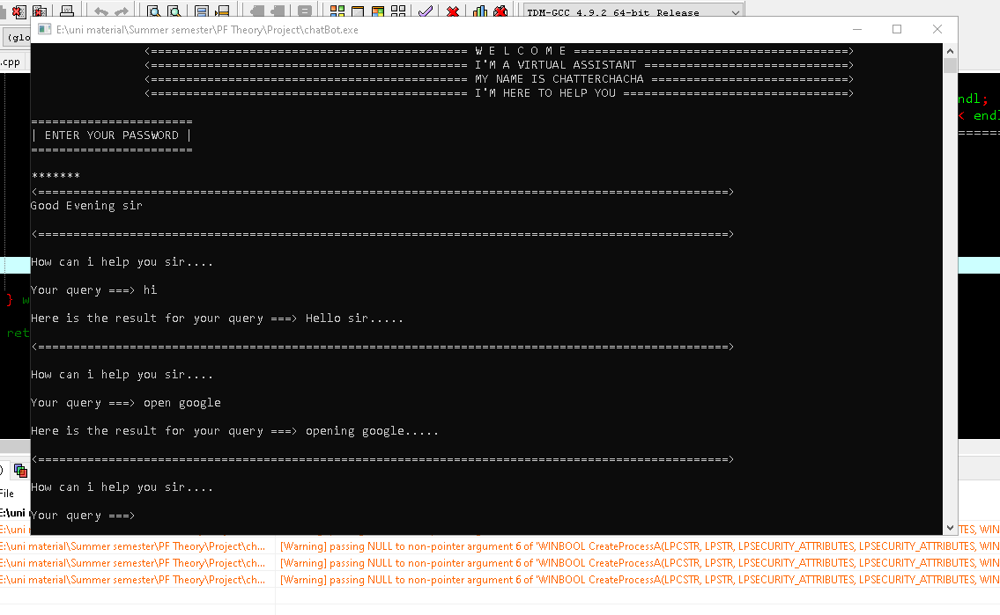 TDM-GCC 4.9.2 64-bit Release
E:\uni material\Summer semester\PF Theory\Project\chatBot.exe
(glo
.cpp
<============================================= W E L C O M E =======================================>
<============================================= I'M A VIRTUAL ASSISTANT =============================>
<============================================= MY NAME IS CHATTERCHACHA ============================>
<============================================= I'M HERE TO HELP YOU ================================>
ndl;
< endl
======
=======================
| ENTER YOUR PASSWORD |
=======================
*******
<==================================================================================================>
Good Evening sir
<==================================================================================================>
How can i help you sir....
Your query ===> hi
} w
Here is the result for your query ===> Hello sir.....
ret
<==================================================================================================>
How can i help you sir....
Your query ===> open google
Here is the result for your query ===> opening google.....
<==================================================================================================>
)
How can i help you sir....
File
E:\uni
Your query ===>
E:\uni
TES, WIN
E:\uni material\Summer semester\PF Theory\Project\ch... [Warning] passing NULL to non-pointer argument 6 of 'WINBOOL CreateProcessA(LPCSTR, LPSTR, LPSECURITY_ATTRIBUTES, LPSECURITY_ATTRIBUTES, WIN
E:\uni material\Summer semester\PF Theory\Project\ch... [Warning] passing NULL to non-pointer argument 6 of 'WINBOOL CreateProcessA(LPCSTR, LPSTR, LPSECURITY_ATTRIBUTES, LPSECURITY_ATTRIBUTES, WIN
E:\uni material\Summer semester\PF Theory\Project\ch... [Warning] passing NULL to non-pointer argument 6 of 'WINBOOL CreateProcessA(LPCSTR, LPSTR, LPSECURITY_ATTRIBUTES, LPSECURITY_ATTRIBUTES, WIN